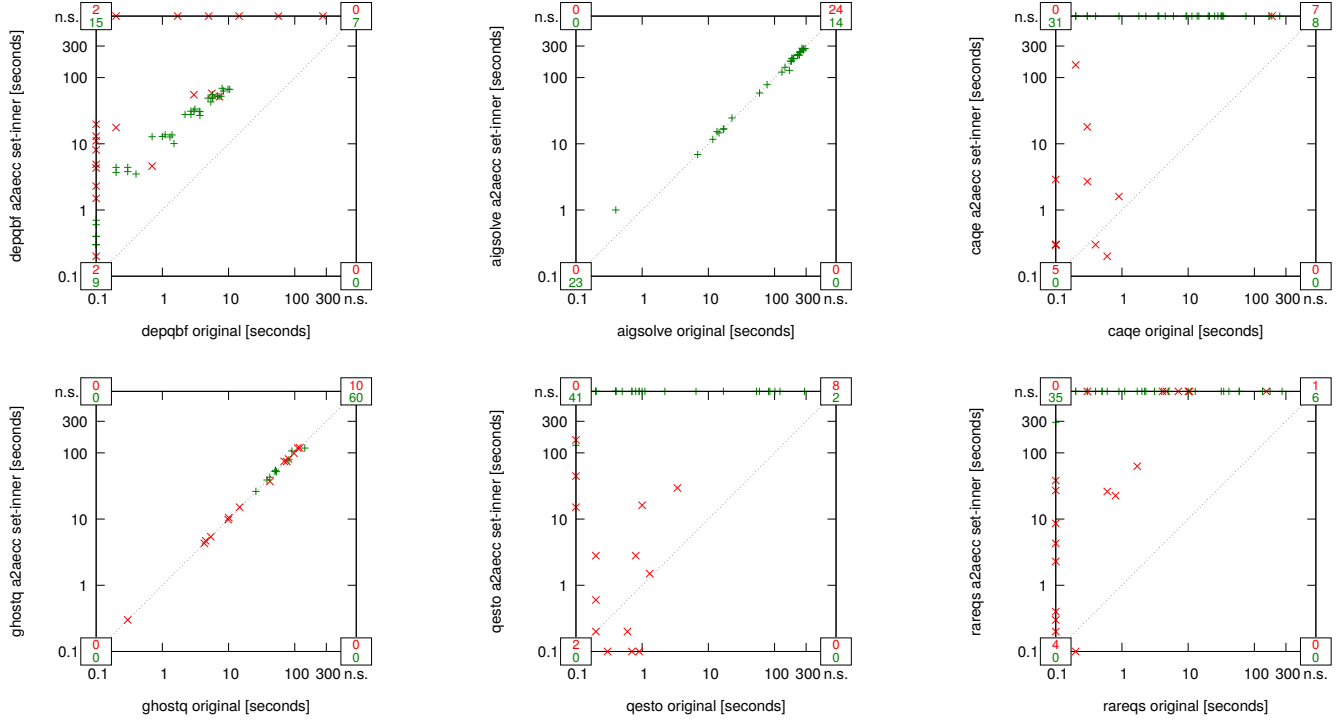 n.s. 2 0
15 7
300
100
10
1
0.1
2 0
9 0
0.1 1 10 100 300 n.s.
depqbf original [seconds]
depqbf a2aecc set-inner [seconds]
n.s. 0 24
0 14
300
100
10
1
0.1
0 0
23 0
0.1 1 10 100 300 n.s.
aigsolve original [seconds]
aigsolve a2aecc set-inner [seconds]
n.s. 0 7
31 8
300
100
10
1
0.1
5 0
0 0
0.1 1 10 100 300 n.s.
caqe original [seconds]
caqe a2aecc set-inner [seconds]
n.s. 0 10
0 60
300
100
10
1
0.1
0 0
0 0
0.1 1 10 100 300 n.s.
ghostq original [seconds]
ghostq a2aecc set-inner [seconds]
n.s. 0 8
41 2
300
100
10
1
0.1
2 0
0 0
0.1 1 10 100 300 n.s.
qesto original [seconds]
qesto a2aecc set-inner [seconds]
n.s. 0 1
35 6
300
100
10
1
0.1
4 0
0 0
0.1 1 10 100 300 n.s.
rareqs original [seconds]
rareqs a2aecc set-inner [seconds]